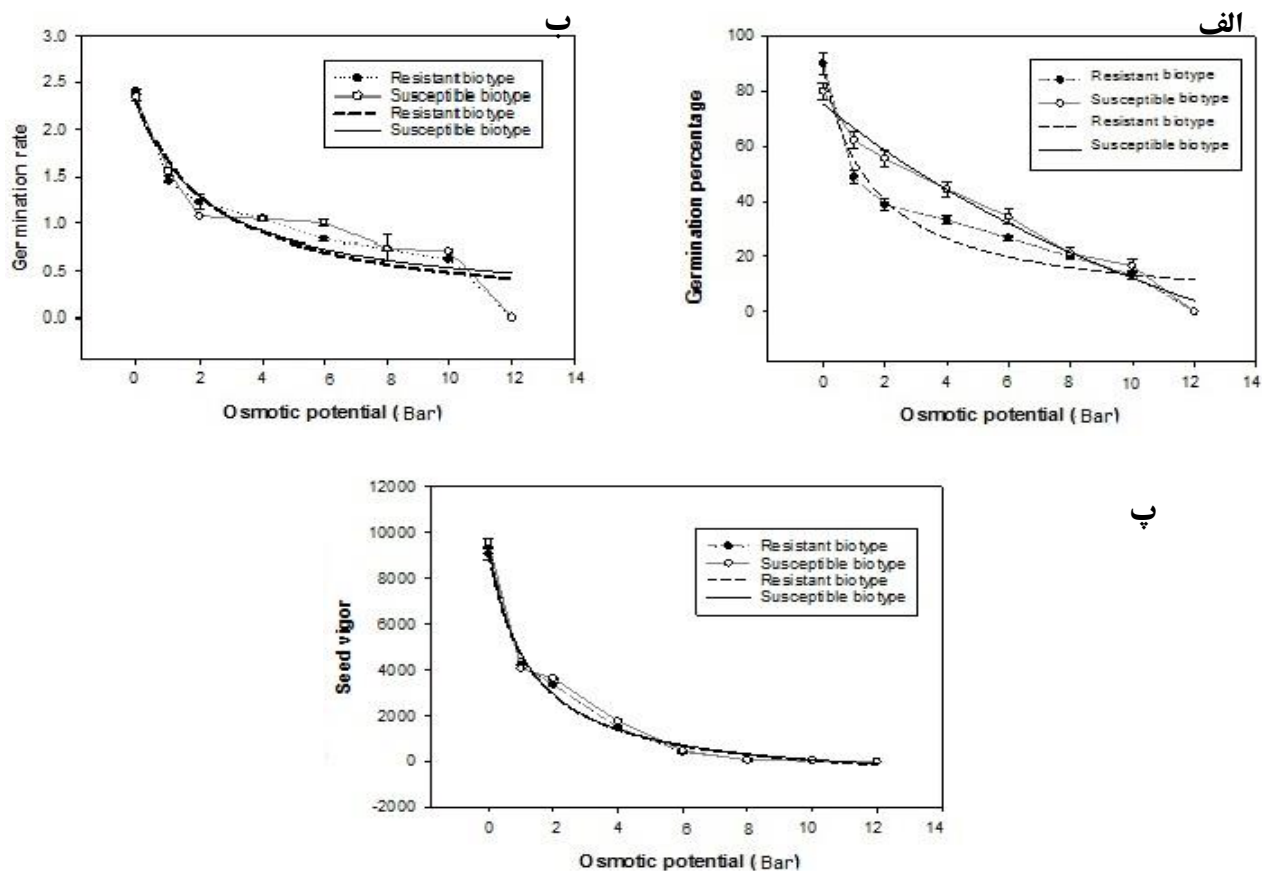 ب
3.0
2.5
2.0
1.5
1.0
0.5
0.0
Germination rate
Resistant biotype
Susceptible biotype
Resistant biotype
Susceptible biotype
0 2 4 6 8 10 12 14
Osmotic potential (Bar)
الف
100
80
60
40
20
0
Germination percentage
Resistant biotype
Susceptible biotype
Resistant biotype
Susceptible biotype
0 2 4 6 8 10 12 14
Osmotic potential (Bar)
پ
12000
10000
8000
6000
4000
2000
0
-2000
Seed vigor
Resistant biotype
Susceptible biotype
Resistant biotype
Susceptible biotype
0 2 4 6 8 10 12 14
Osmotic potential (Bar)